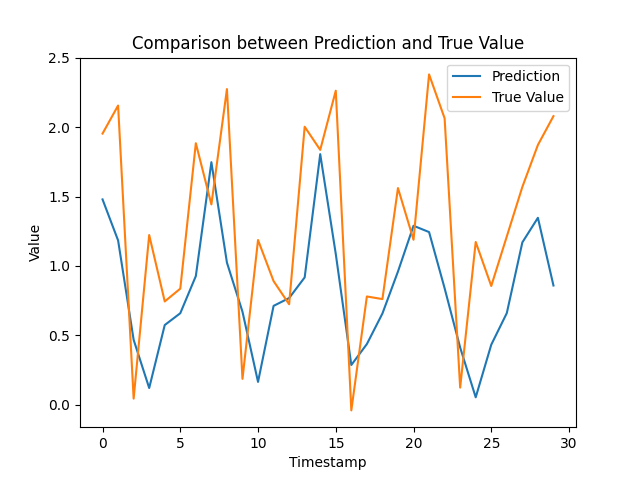 Comparison between Prediction and True Value
2.5
2.0
1.5
1.0
0.5
0.0
Value
Prediction
True Value
0 5 10 15 20 25 30
Timestamp